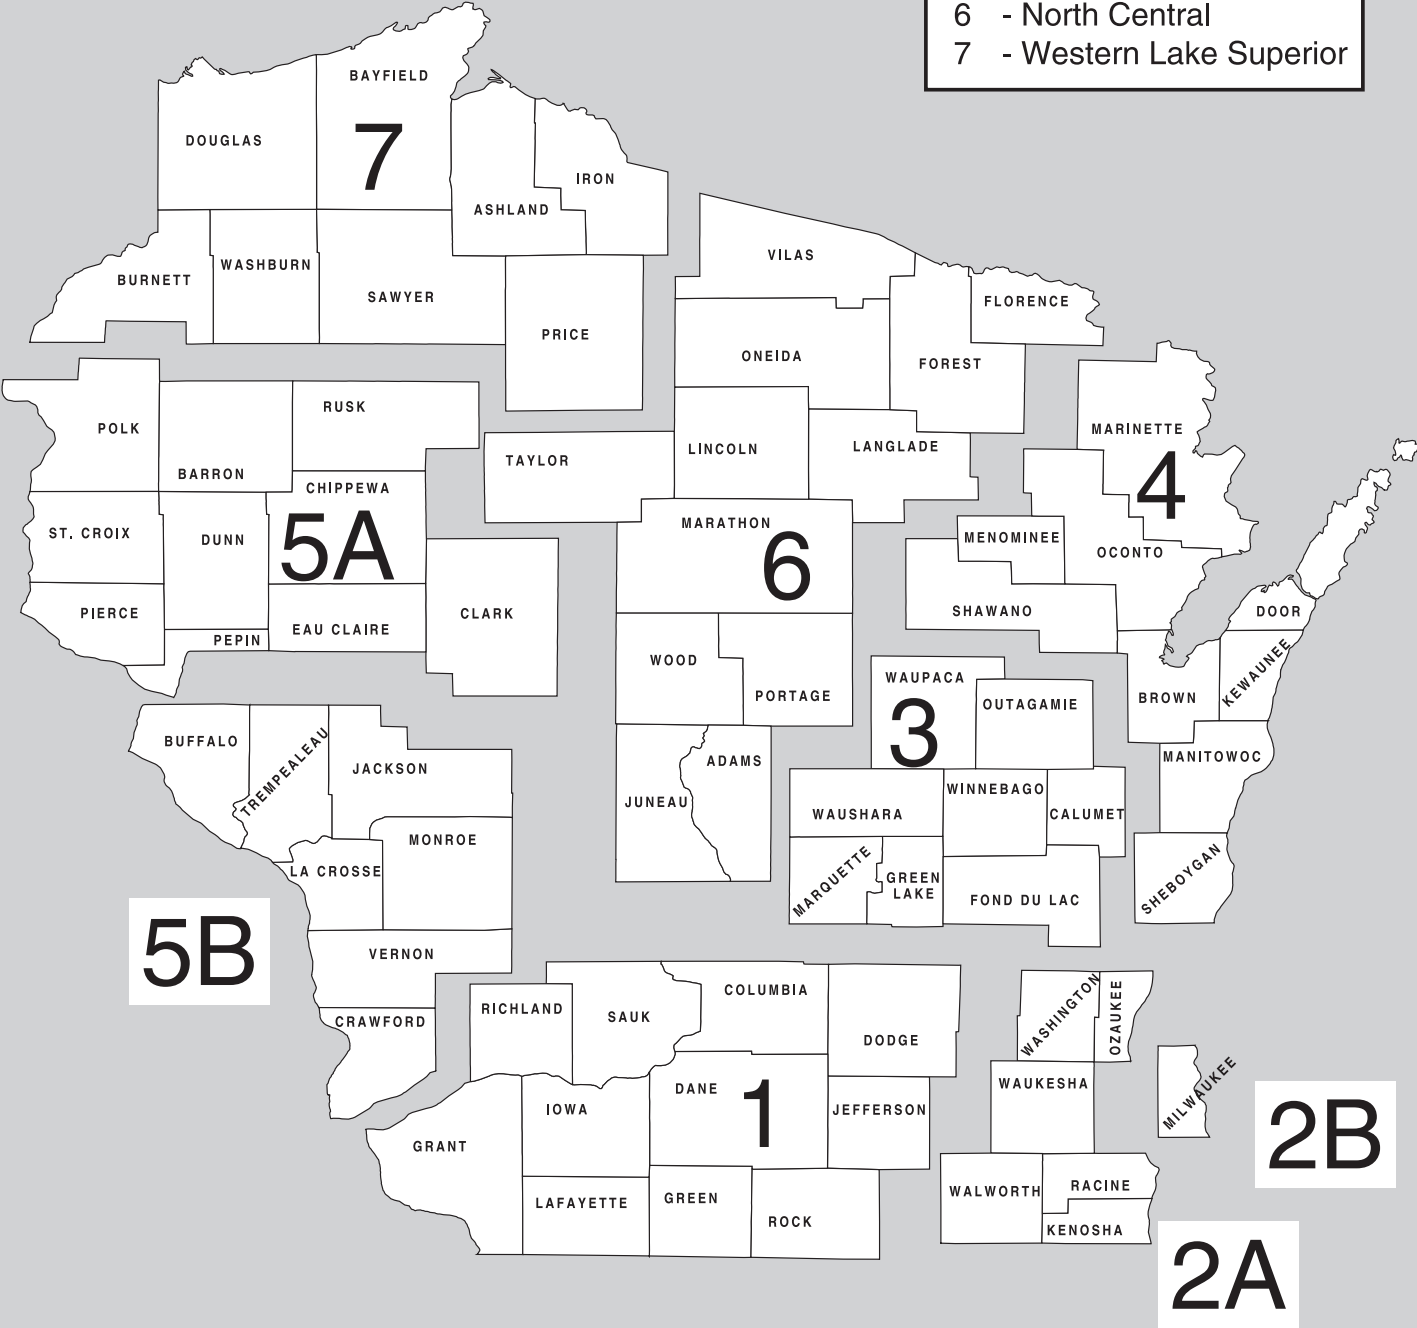 6 - North Central
7 - Western Lake Superior
BAYFIELD
7
DOUGLAS
IRON
ASHLAND
BURNETT
WASHBURN
SAWYER
PRICE
VILAS
FLORENCE
ONEIDA
FOREST
LINCOLN
LANGLADE
TAYLOR
MARATHON
6
WOOD
PORTAGE
JUNEAU
ADAMS
POLK
BARRON
RUSK
CHIPPEWA
5A
ST. CROIX
DUNN
PIERCE
PEPIN
EAU CLAIRE
CLARK
MARINETTE
4
MENOMINEE
OCONTO
SHAWANO
DOOR
BROWN
KEWAUNEE
MANITOWOC
SHEBOYGAN
WAUPACA
3
OUTAGAMIE
WAUSHARA
WINNEBAGO
CALUMET
MARQUETTE
GREEN
LAKE
FOND DU LAC
BUFFALO
TREMPEALEAU
JACKSON
MONROE
LA CROSSE
5B
VERNON
CRAWFORD
RICHLAND
SAUK
COLUMBIA
DODGE
DANE
1
IOWA
JEFFERSON
GRANT
LAFAYETTE
GREEN
ROCK
WASHINGTON
OZAUKEE
WAUKESHA
MILWAUKEE
2B
WALWORTH
RACINE
KENOSHA
2A